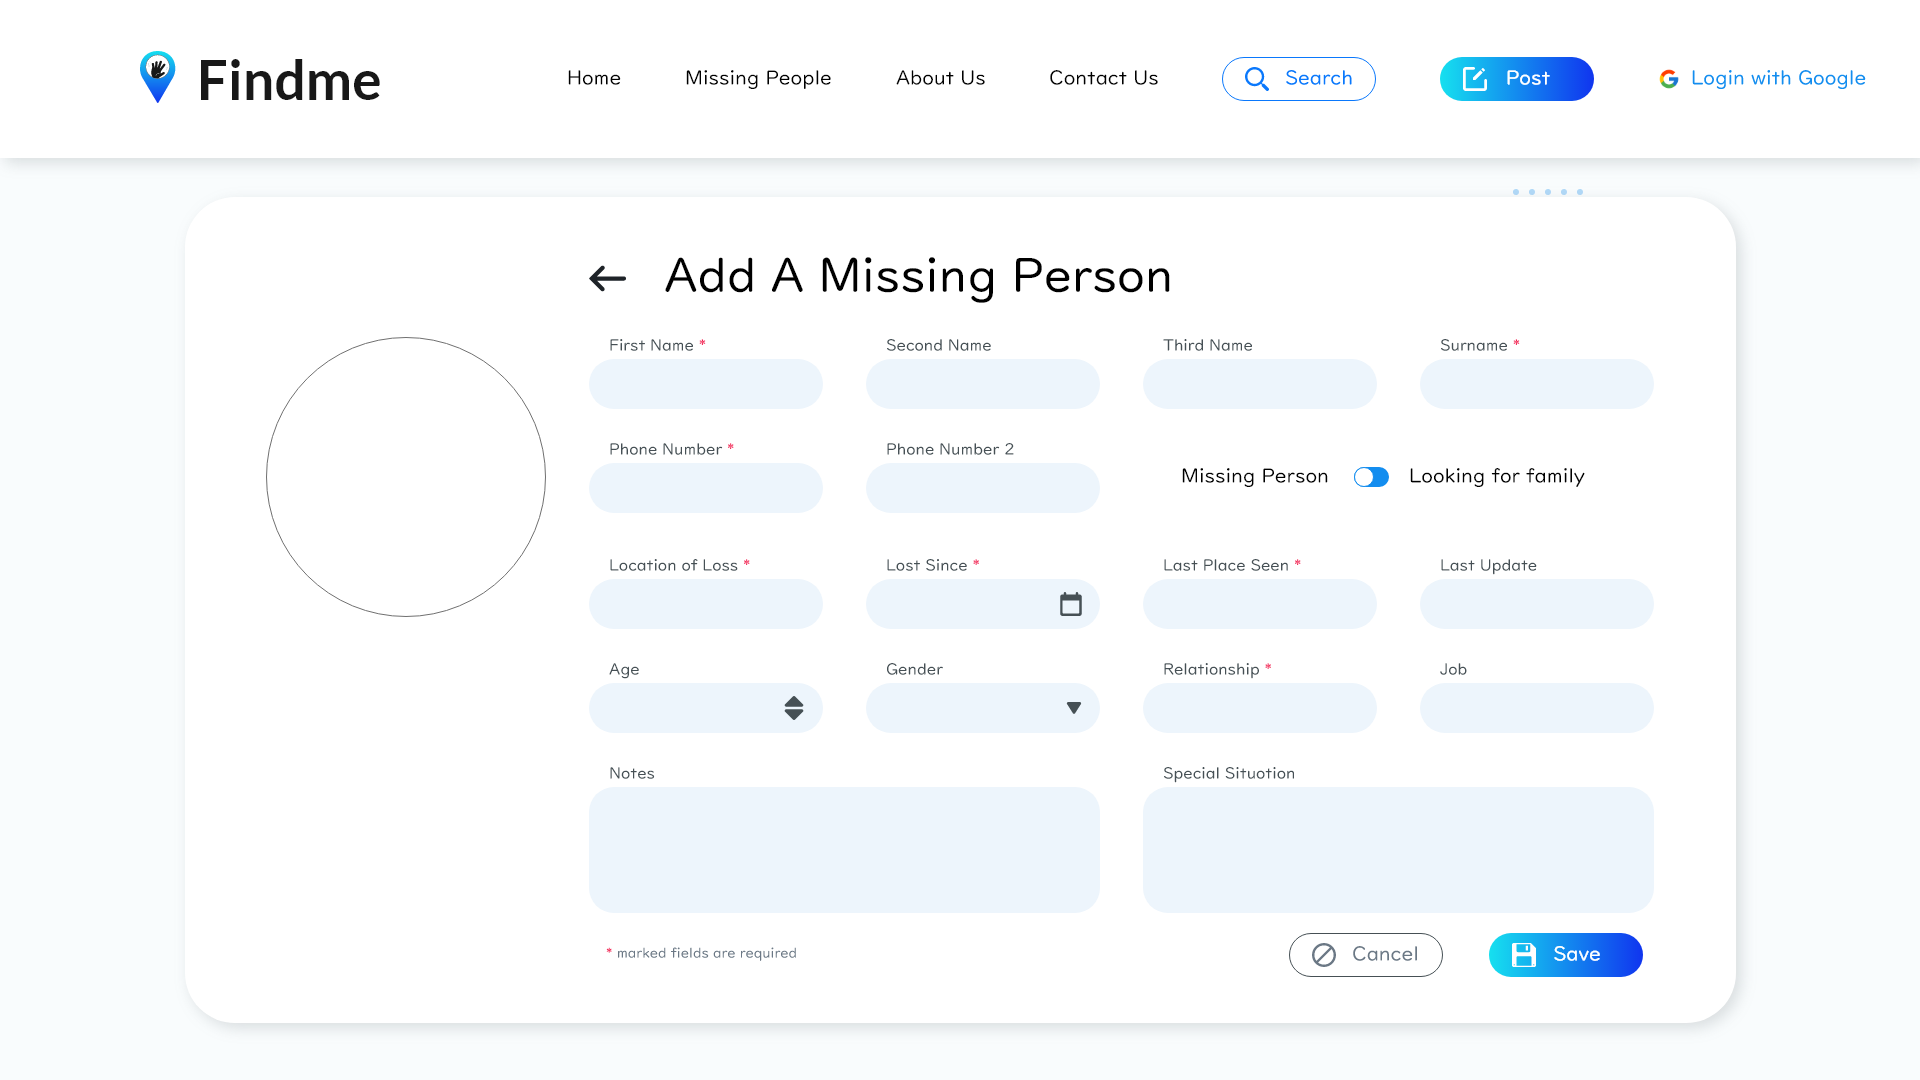 Findme
Home
Missing People
About Us
Contact Us
Search
Post
Login with Google
Add A Missing Person
First Name *
Second Name
Third Name
Surname *
Phone Number *
Phone Number 2
Missing Person
Looking for family
Location of Loss *
Lost Since *
Last Place Seen *
Last Update
Age
Gender
Relationship *
Job
Notes
Special Situotion
* marked fields are required
Cancel
Save